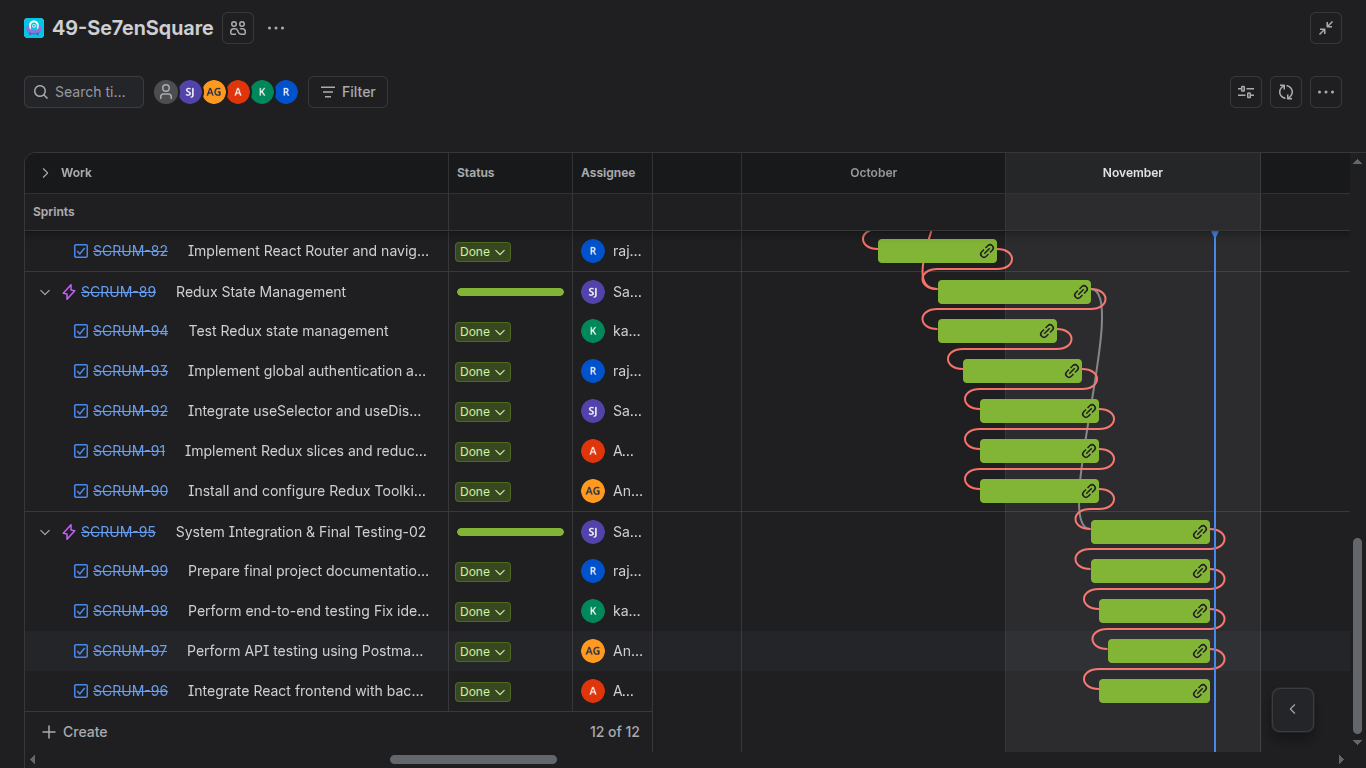 49-Se7enSquare
Search ti...
SJ AG A K R
Filter
Work Status Assignee October November
Sprints
SCRUM-82 Implement React Router and navig... Done R raj...
SCRUM-89 Redux State Management SJ Sa...
SCRUM-94 Test Redux state management Done K ka...
SCRUM-93 Implement global authentication a... Done R raj...
SCRUM-92 Integrate useSelector and useDis... Done SJ Sa...
SCRUM-91 Implement Redux slices and reduc... Done A A...
SCRUM-90 Install and configure Redux Toolki... Done AG An...
SCRUM-95 System Integration & Final Testing-02 SJ Sa...
SCRUM-99 Prepare final project documentatio... Done R raj...
SCRUM-98 Perform end-to-end testing Fix ide... Done K ka...
SCRUM-97 Perform API testing using Postma... Done AG An...
SCRUM-96 Integrate React frontend with bac... Done A A...
Create 12 of 12